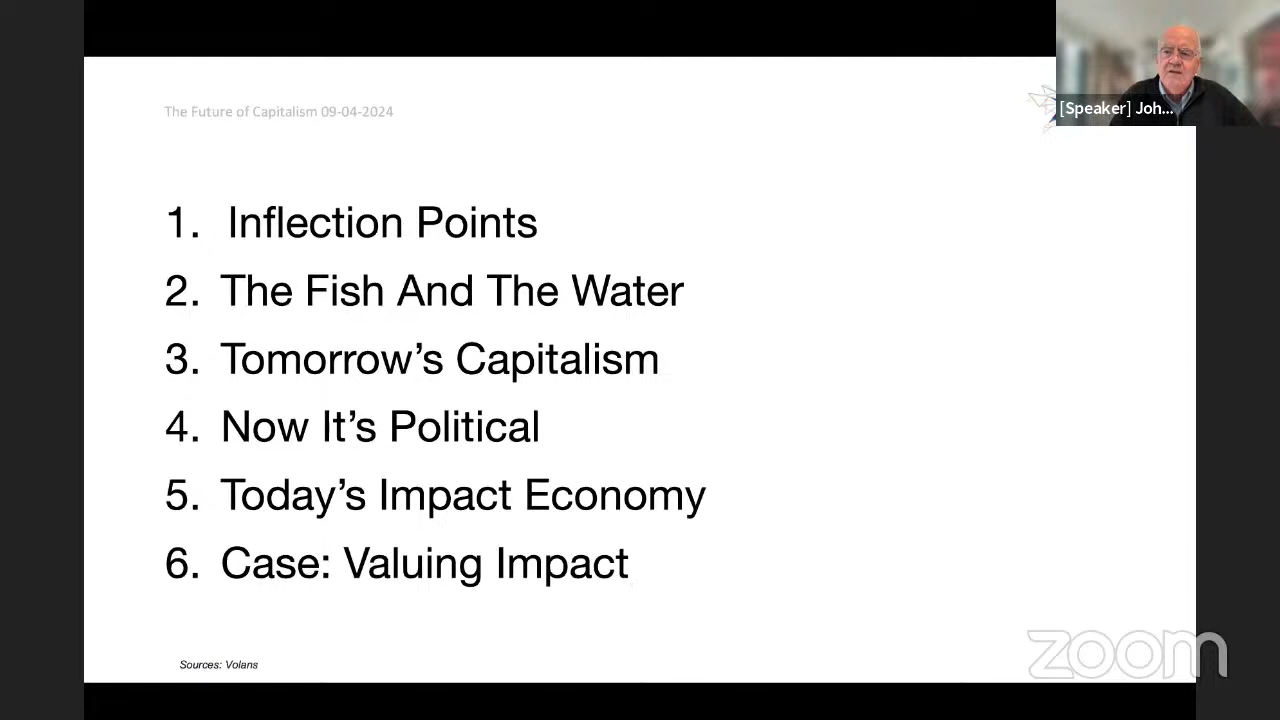 The Future of Capitalism 09-04-2024
[Speaker] Joh...
1. Inflection Points
2. The Fish And The Water
3. Tomorrow's Capitalism
4. Now It's Political
5. Today's Impact Economy
6. Case: Valuing Impact
Sources: Volans
zoom